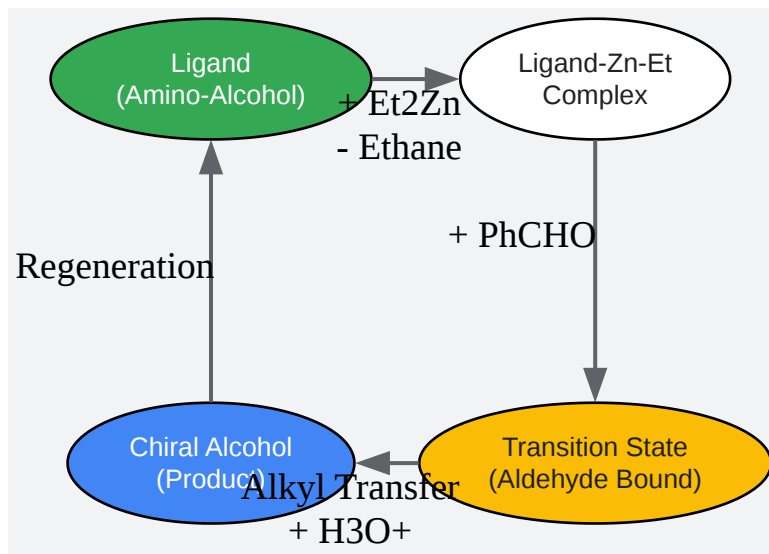 Ligand
(Amino-Alcohol)
+ Et2Zn
- Ethane
Ligand-Zn-Et
Complex
+ PhCHO
Regeneration
Transition State
(Aldehyde Bound)
Alkyl Transfer
+ H3O+
Chiral Alcohol
(Product)